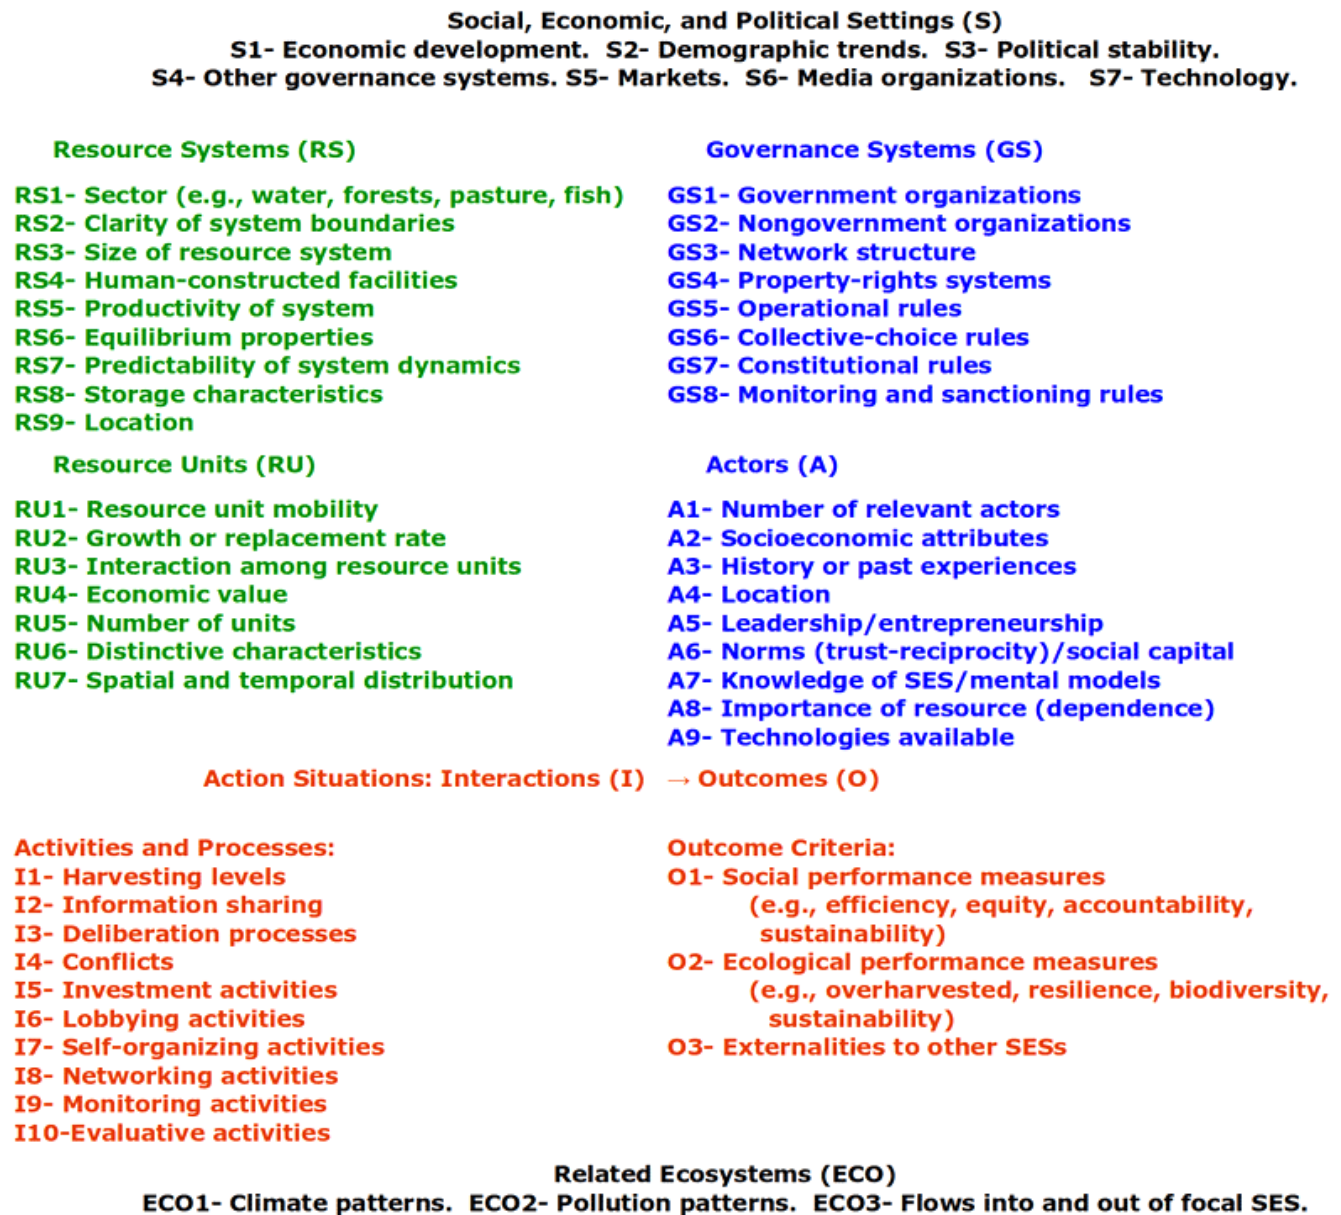 Social, Economic, and Political Settings (S)
S1- Economic development.  S2- Demographic trends.  S3- Political stability.
S4- Other governance systems. S5- Markets.  S6- Media organizations.   S7- Technology.
Resource Systems (RS)
RS1- Sector (e.g., water, forests, pasture, fish)
RS2- Clarity of system boundaries
RS3- Size of resource system
RS4- Human-constructed facilities
RS5- Productivity of system
RS6- Equilibrium properties
RS7- Predictability of system dynamics
RS8- Storage characteristics
RS9- Location
Governance Systems (GS)
GS1- Government organizations
GS2- Nongovernment organizations
GS3- Network structure
GS4- Property-rights systems
GS5- Operational rules
GS6- Collective-choice rules
GS7- Constitutional rules
GS8- Monitoring and sanctioning rules
Resource Units (RU)
RU1- Resource unit mobility
RU2- Growth or replacement rate
RU3- Interaction among resource units
RU4- Economic value
RU5- Number of units
RU6- Distinctive characteristics
RU7- Spatial and temporal distribution
Actors (A)
A1- Number of relevant actors
A2- Socioeconomic attributes
A3- History or past experiences
A4- Location
A5- Leadership/entrepreneurship
A6- Norms (trust-reciprocity)/social capital
A7- Knowledge of SES/mental models
A8- Importance of resource (dependence)
A9- Technologies available
Action Situations: Interactions (I)   → Outcomes (O)
Activities and Processes:
I1- Harvesting levels
I2- Information sharing
I3- Deliberation processes
I4- Conflicts
I5- Investment activities
I6- Lobbying activities
I7- Self-organizing activities
I8- Networking activities
I9- Monitoring activities
I10-Evaluative activities
Outcome Criteria:
O1- Social performance measures
(e.g., efficiency, equity, accountability,
sustainability)
O2- Ecological performance measures
(e.g., overharvested, resilience, biodiversity,
sustainability)
O3- Externalities to other SESs
Related Ecosystems (ECO)
ECO1- Climate patterns.  ECO2- Pollution patterns.  ECO3- Flows into and out of focal SES.